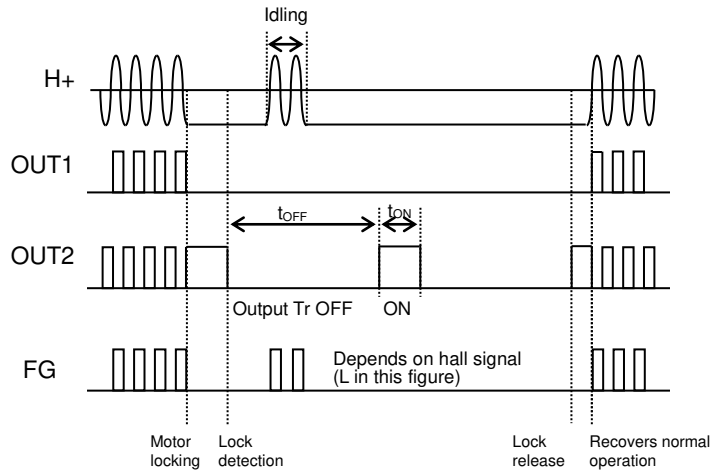 Idling
H+
OUT1
tOFF
tON
OUT2
Output Tr OFF
ON
FG
Depends on hall signal
(L in this figure)
Motor
locking
Lock
detection
Lock
release
Recovers normal
operation